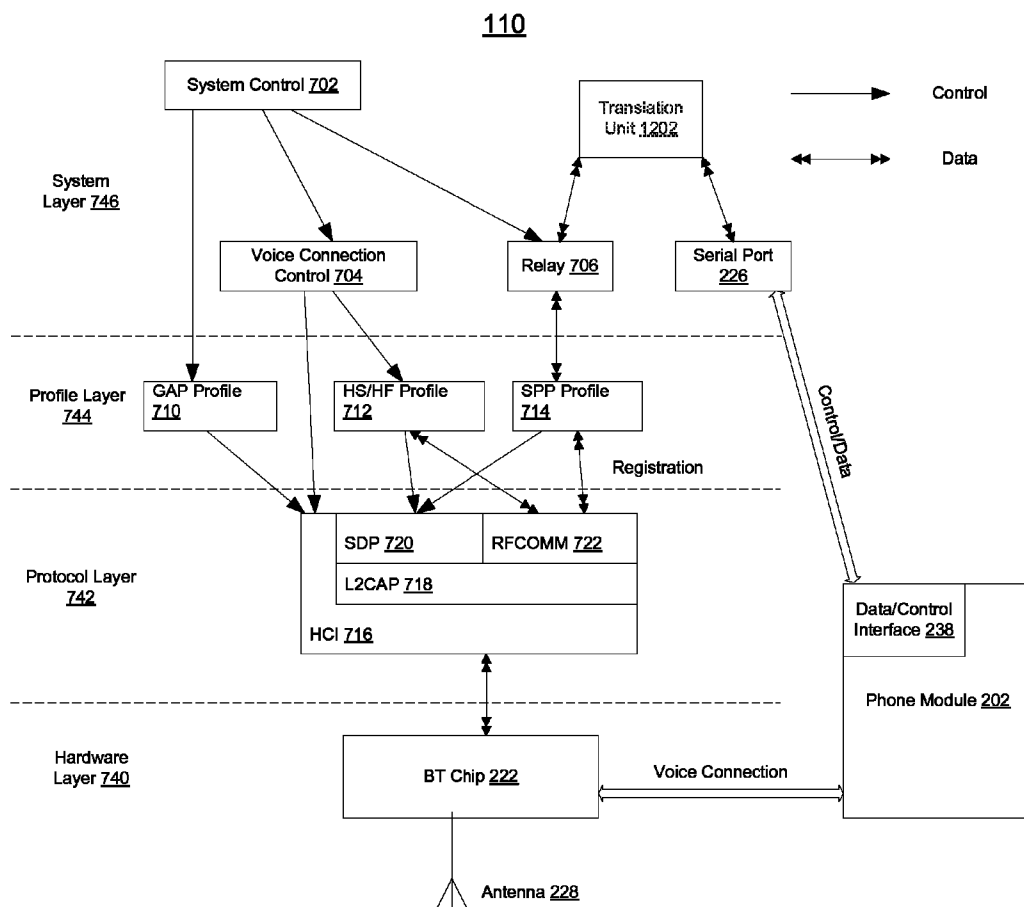 110
System Control 702
Translation
Unit 1202
Control
Data
System
Layer 746
Voice Connection
Control 704
Relay 706
Serial Port
226
Profile Layer
744
GAP Profile
710
HS/HF Profile
712
SPP Profile
714
Control/Data
Registration
Protocol Layer
742
SDP 720
RFCOMM 722
L2CAP 718
HCI 716
Data/Control
Interface 238
Phone Module 202
Hardware
Layer 740
BT Chip 222
Voice Connection
Antenna 228